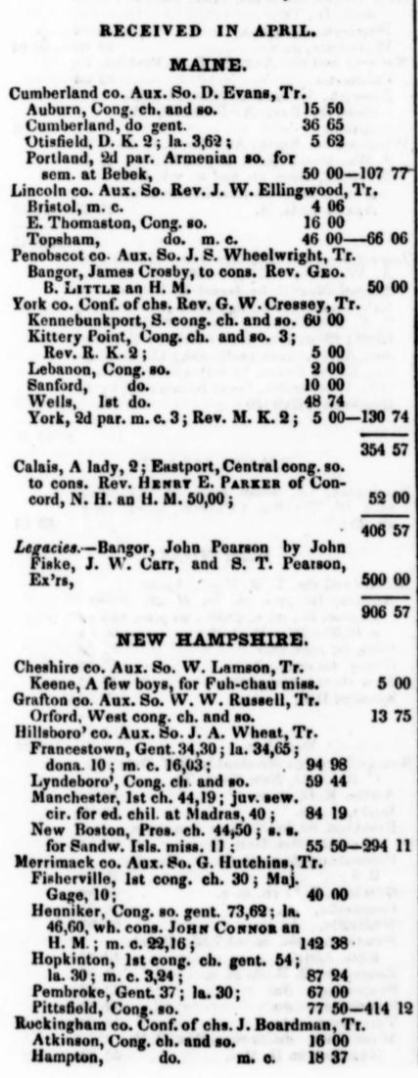 RECEIVED IN APRIL.
MAINE.
Cumberland co. Aux. So. D. Evans, Tr.
Auburn, Cong. ch. and so. 15 50
Cumberland, do gent. 36 65
Otisfield, D. K. 2; la. 3,62; 5 62
Portland, 2d par. Armenian so. for
sem. at Bebek, 50 00—107 77
Lincoln co. Aux. So. Rev. J. W. Ellingwood, Tr.
Bristol, m. c. 4 06
E. Thomaston, Cong. so. 16 00
Topsham, do. m. c. 46 00—66 06
Penobscot co. Aux. So. J. S. Wheelwright, Tr.
Bangor, James Crosby, to cons. Rev. GEO.
B. LITTLE an H. M. 50 00
York co. Conf. of chs. Rev. G. W. Cressey, Tr.
Kennebunkport, S. cong. ch. and so. 60 00
Kittery Point, Cong. ch. and so. 3;
Rev. R. K. 2; 5 00
Lebanon, Cong. so. 2 00
Sanford, do. 10 00
Wells, 1st do. 48 74
York, 2d par. m. c. 3; Rev. M. K. 2; 5 00—130 74
354 57
Calais, A lady, 2; Eastport, Central cong. so.
to cons. Rev. HENRY E. PARKER of Con-
cord, N. H. an H. M. 50,00; 52 00
406 57
Legacies.—Bangor, John Pearson by John
Fiske, J. W. Carr, and S. T. Pearson,
Ex'rs, 500 00
906 57
NEW HAMPSHIRE.
Cheshire co. Aux. So. W. Lamson, Tr.
Keene, A few boys, for Fuh-chau miss. 5 00
Grafton co. Aux. So. W. W. Russell, Tr.
Orford, West cong. ch. and so. 13 75
Hillsboro' co. Aux. So. J. A. Wheat, Tr.
Francestown, Gent. 34,30; la. 34,65;
dona. 10; m. c. 16,03; 94 98
Lyndeboro', Cong. ch. and so. 59 44
Manchester, 1st ch. 44,19; juv. sew.
cir. for ed. chil. at Madras, 40; 84 19
New Boston, Pres. ch. 44,50; s. s.
for Sandw. Isls. miss. 11; 55 50—294 11
Merrimack co. Aux. So. G. Hutchins, Tr.
Fisherville, 1st cong. ch. 30; Maj.
Gage, 10; 40 00
Henniker, Cong. so. gent. 73,62; la.
46,60, wh. cons. JOHN CONNOR an
H. M.; m. c. 22,16; 142 38
Hopkinton, 1st cong. ch. gent. 54;
la. 30; m. c. 3,24; 87 24
Pembroke, Gent. 37; la. 30; 67 00
Pittsfield, Cong. so. 77 50—414 12
Rockingham co. Conf. of chs. J. Boardman, Tr.
Atkinson, Cong. ch. and so. 16 00
Hampton, do. m. c. 18 37